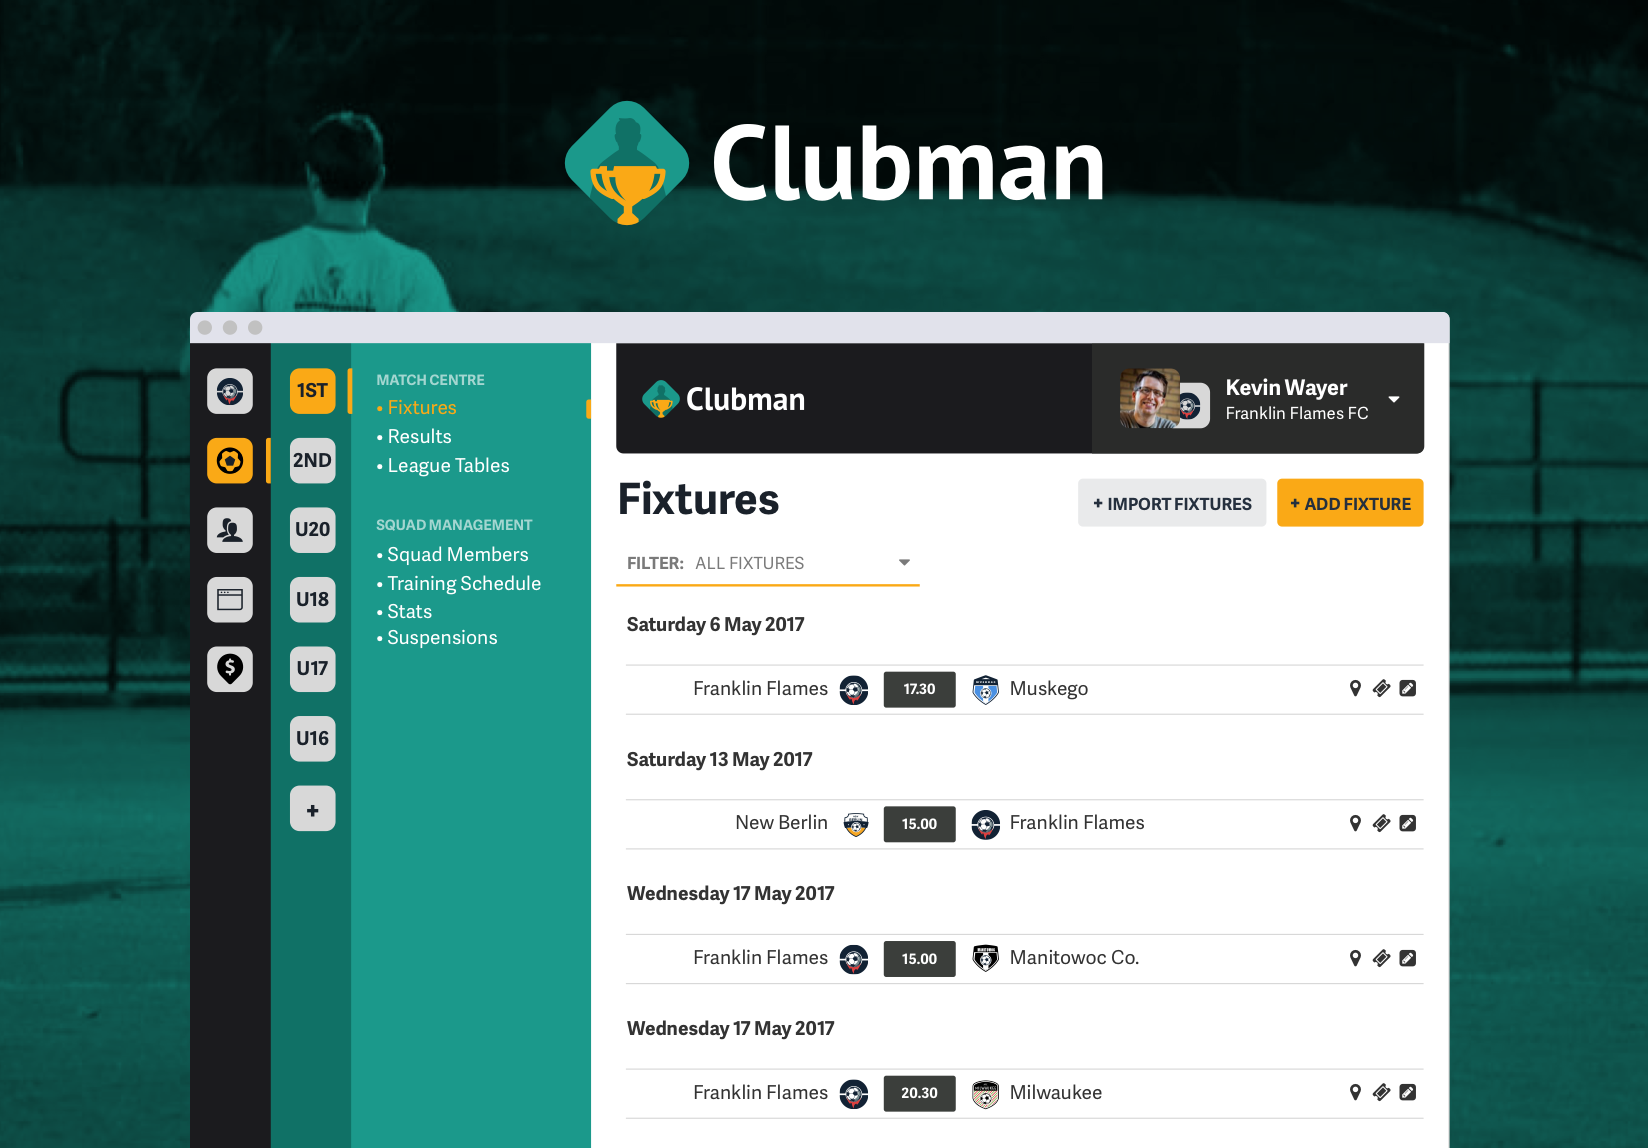 Clubman
1ST
2ND
U20
U18
U17
U16
+
MATCH CENTRE
• Fixtures
• Results
• League Tables
SQUAD MANAGEMENT
• Squad Members
• Training Schedule
• Stats
• Suspensions
Clubman
Kevin Wayer
Franklin Flames FC
Fixtures
+ IMPORT FIXTURES
+ ADD FIXTURE
FILTER: ALL FIXTURES
Saturday 6 May 2017
Franklin Flames 17.30 Muskego
Saturday 13 May 2017
New Berlin 15.00 Franklin Flames
Wednesday 17 May 2017
Franklin Flames 15.00 Manitowoc Co.
Wednesday 17 May 2017
Franklin Flames 20.30 Milwaukee